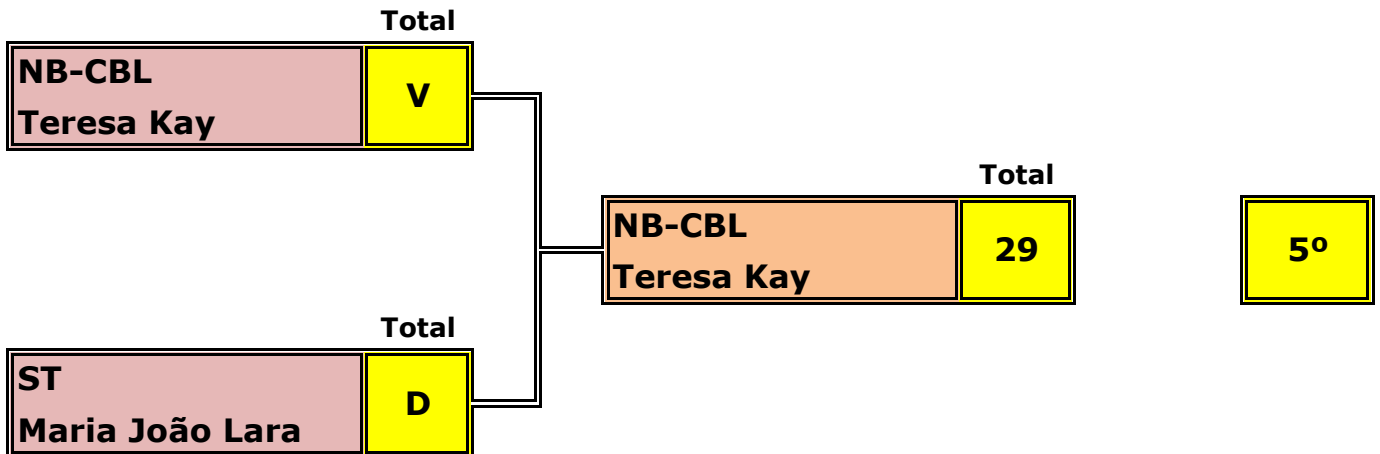 Total
NB-CBL
Teresa Kay
V
Total
NB-CBL
Teresa Kay
29
5º
Total
ST
Maria João Lara
D